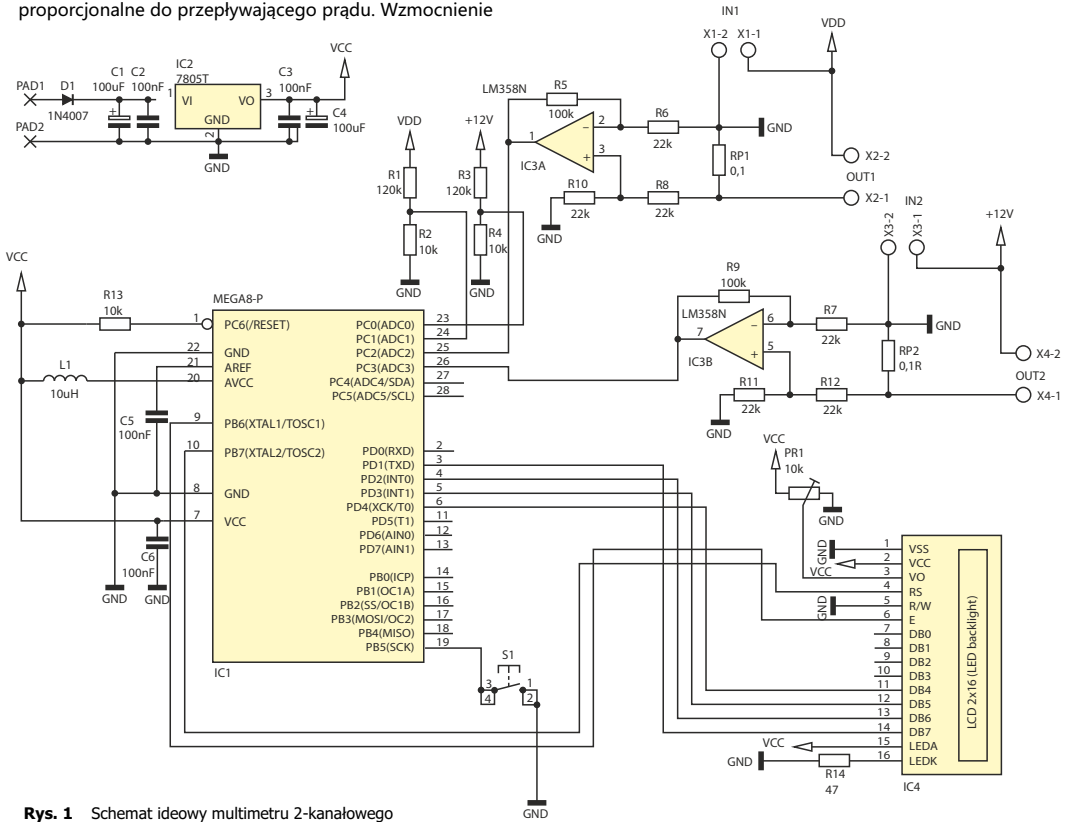 proporcjonalne do przepływającego prądu. Wzmocnienie
IN1
X1-2 X1-1
VDD
VCC
IC2
7805T
C1 C2
100uF 100nF
C3
100nF
PAD1 D1
1 VI VO 3
1N4007
GND
2
C4
100uF
PAD2
GND
LM358N
R5
100k
VDD
+12V
1
2
3
IC3A
R6
22k
GND
RP1
0,1
X2-2
OUT1
X2-1
R10
22k
R8
22k
GND
R1
120k
R3
120k
R2
10k
R4
10k
GND
GND
IN2
X3-2
X3-1
+12V
R9
100k
LM358N
7
6
5
IC3B
R7
22k
GND
RP2
0,1R
X4-2
OUT2
X4-1
R11
22k
R12
22k
GND
VCC
R13
10k
L1
10uH
C5
100nF
C6
100nF
GND
GND
MEGA8-P
1 PC6(/RESET)
22 GND
21 AREF
20 AVCC
9 PB6(XTAL1/TOSC1)
10 PB7(XTAL2/TOSC2)
8 GND
7 VCC
PC0(ADC0) 23
PC1(ADC1) 24
PC2(ADC2) 25
PC3(ADC3) 26
PC4(ADC4/SDA) 27
PC5(ADC5/SCL) 28
PD0(RXD) 2
PD1(TXD) 3
PD2(INT0) 4
PD3(INT1) 5
PD4(XCK/T0) 6
PD5(T1) 11
PD6(AIN0) 12
PD7(AIN1) 13
PB0(ICP) 14
PB1(OC1A) 15
PB2(SS/OC1B) 16
PB3(MOSI/OC2) 17
PB4(MISO) 18
PB5(SCK) 19
IC1
S1
3 1
4 2
GND
VCC
PR1
10k
GND
GND
VCC
GND
1 VSS
2 VCC
3 VO
4 RS
5 R/W
6 E
7 DB0
8 DB1
9 DB2
10 DB3
11 DB4
12 DB5
13 DB6
14 DB7
15 LEDA
16 LEDK
LCD 2x16 (LED backlight)
VCC
GND
R14
47
IC4
Rys. 1 Schemat ideowy multimetru 2-kanałowego